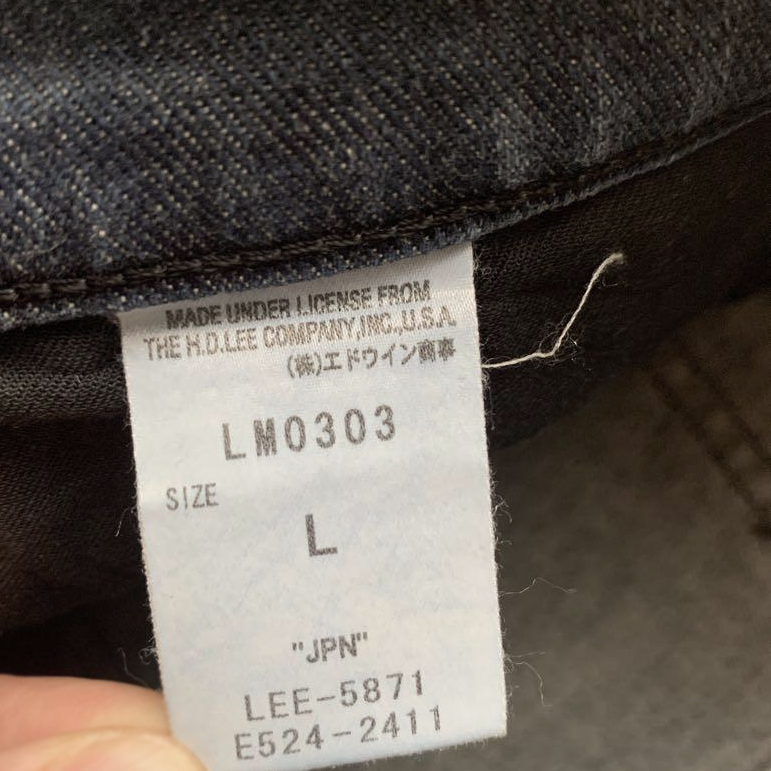 MADE UNDER LICENSE FROM
THE H.D.LEE COMPANY,INC.,U.S.A.
(株)エドウイン商事
LM0303
SIZE
L
"JPN"
LEE-5871
E524-2411